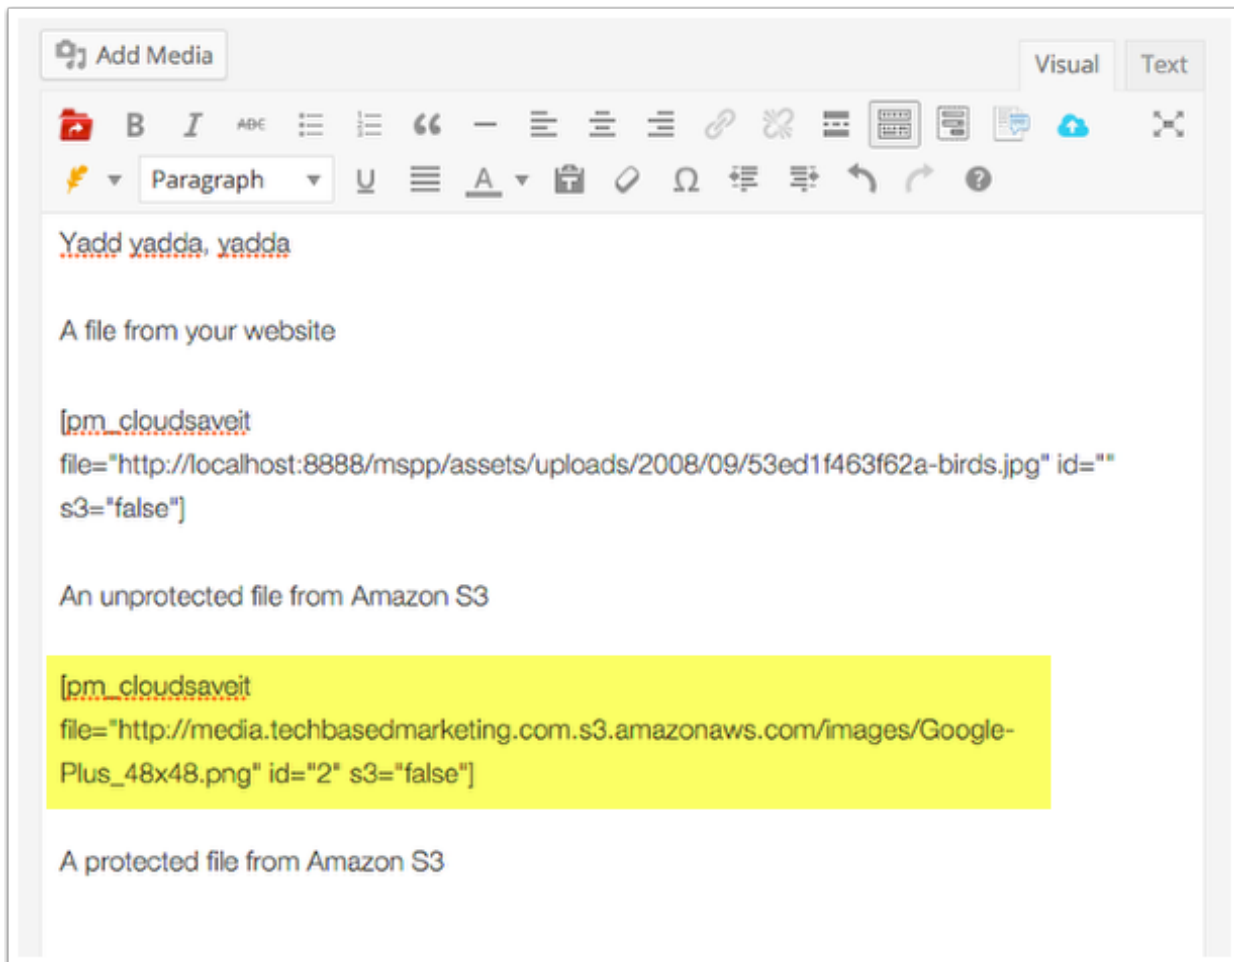 Add Media
Visual Text
B I ABC
Paragraph U A Ω
Yadd yadda, yadda
A file from your website
[pm_cloudsaveit
file="http://localhost:8888/mspp/assets/uploads/2008/09/53ed1f463f62a-birds.jpg" id=""
s3="false"]
An unprotected file from Amazon S3
[pm_cloudsaveit
file="http://media.techbasedmarketing.com.s3.amazonaws.com/images/Google-
Plus_48x48.png" id="2" s3="false"]
A protected file from Amazon S3